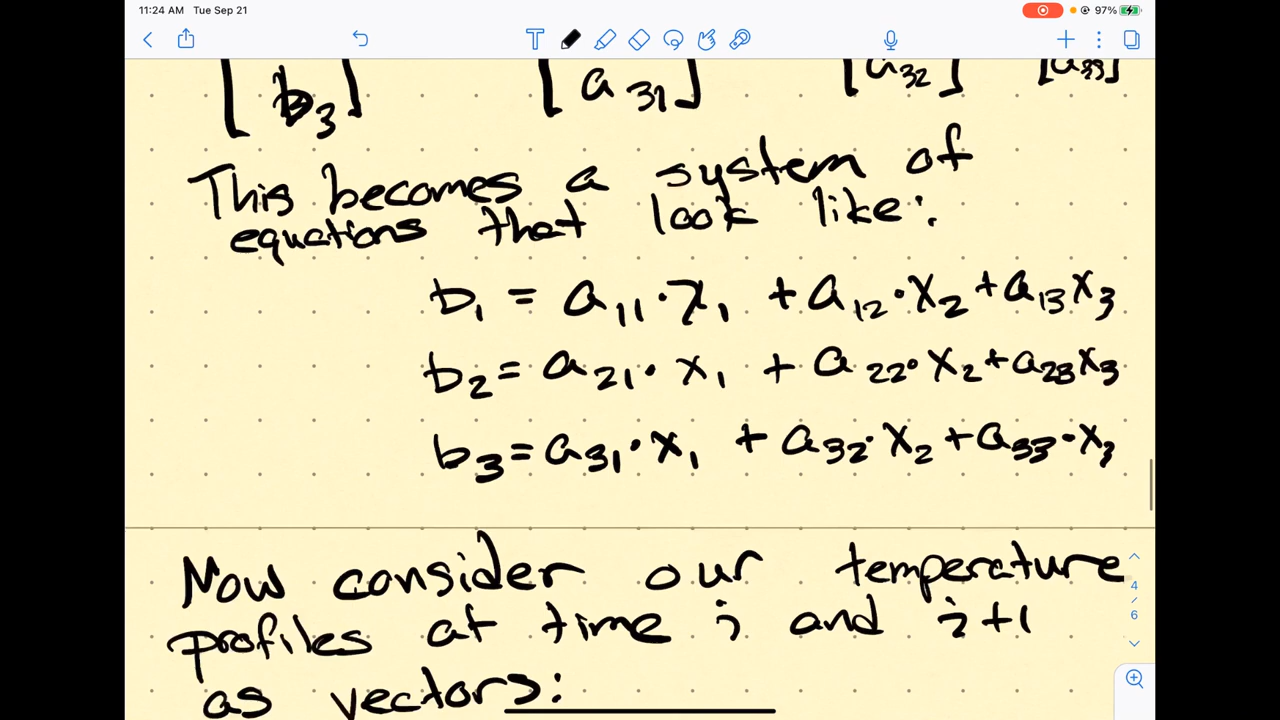 11:24 AM Tue Sep 21
97%
[b3] [a31] [a32] [a33]
This becomes a system of
equations that look like:
b1 = a11·x1 + a12·x2 + a13x3
b2 = a21·x1 + a22·x2 + a23x3
b3 = a31·x1 + a32·x2 + a33·x3
Now consider our temperature
profiles at time i and i+1
as vectors:
4
/
6